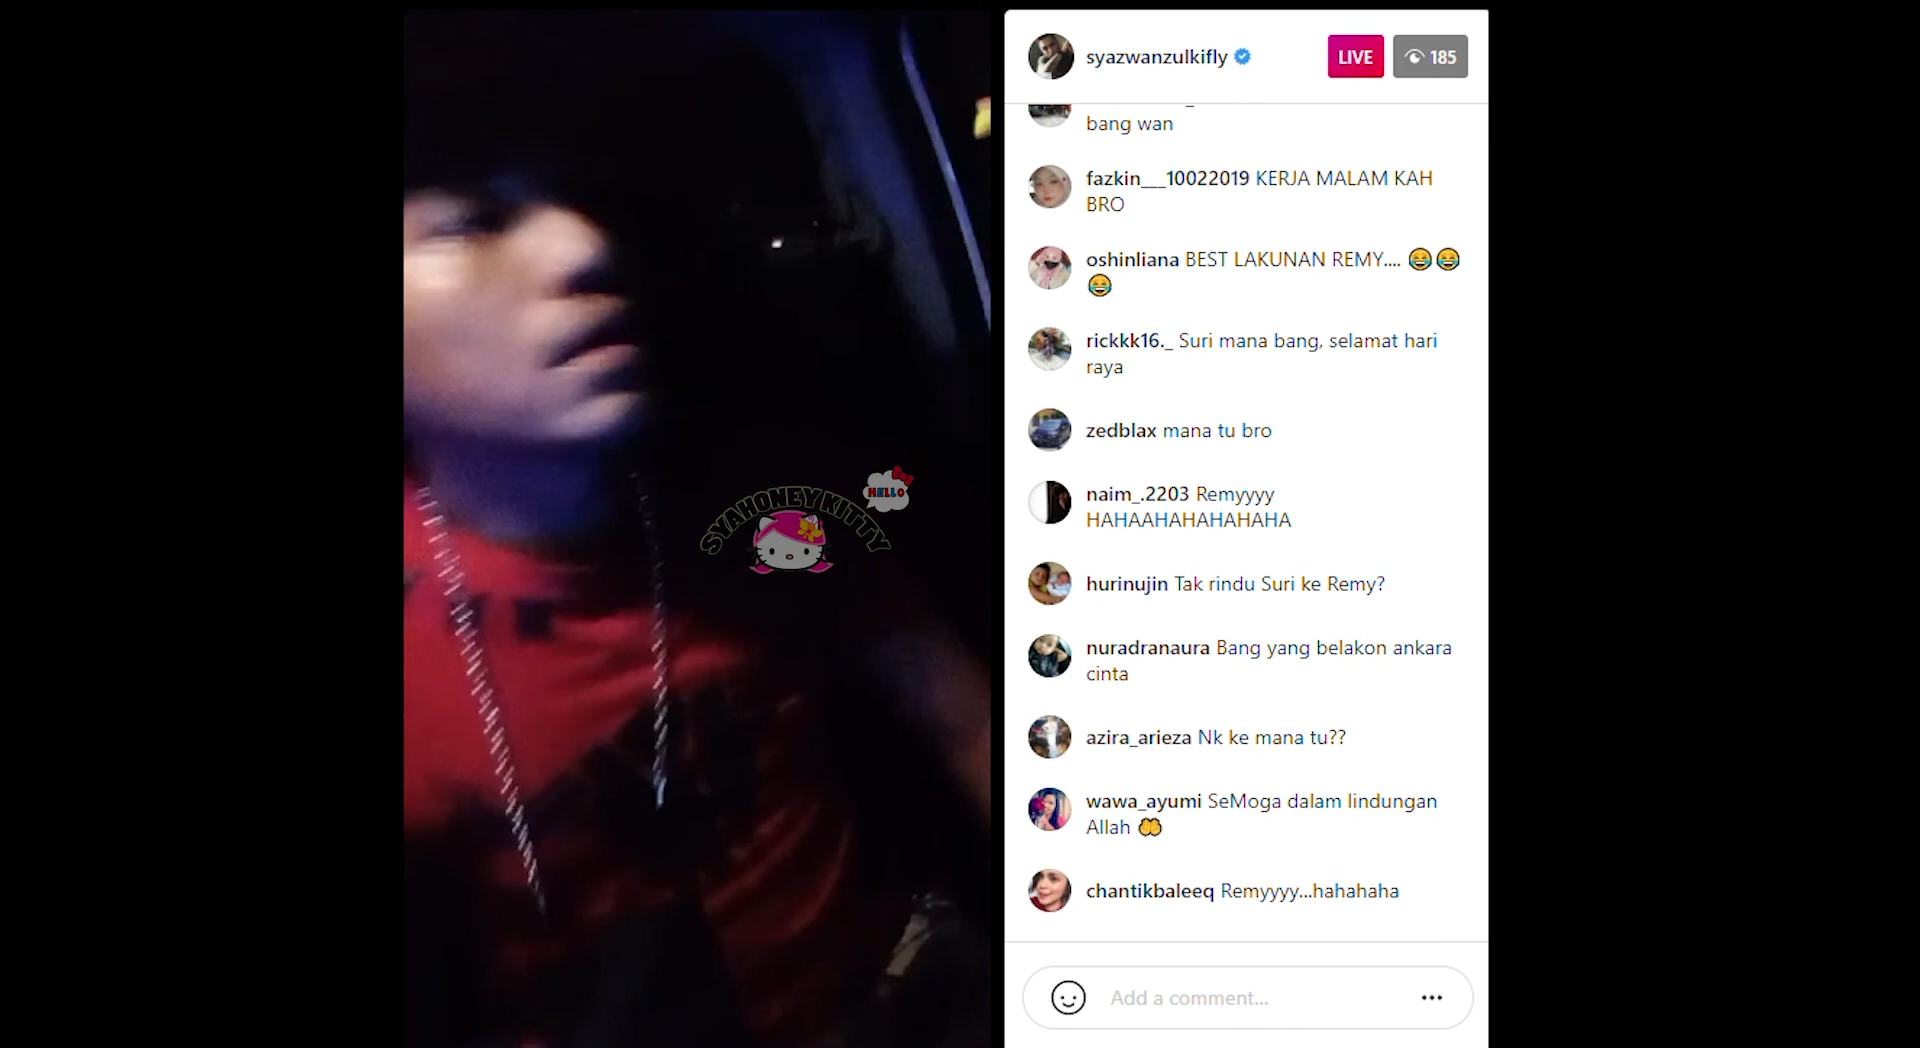 syazwanzulkifly
LIVE
185
bang wan
fazkin___10022019 KERJA MALAM KAH
BRO
oshinliana BEST LAKUNAN REMY.... 😂😂
😂
rickkk16._ Suri mana bang, selamat hari
raya
zedblax mana tu bro
naim_.2203 Remyyyy
HAHAAHAHAHAHAHA
hurinujin Tak rindu Suri ke Remy?
nuradranaura Bang yang belakon ankara
cinta
azira_arieza Nk ke mana tu??
wawa_ayumi SeMoga dalam lindungan
Allah 🤲
chantikbaleeq Remyyyy...hahahaha
Add a comment...
SYAHONEYKITTY
HELLO